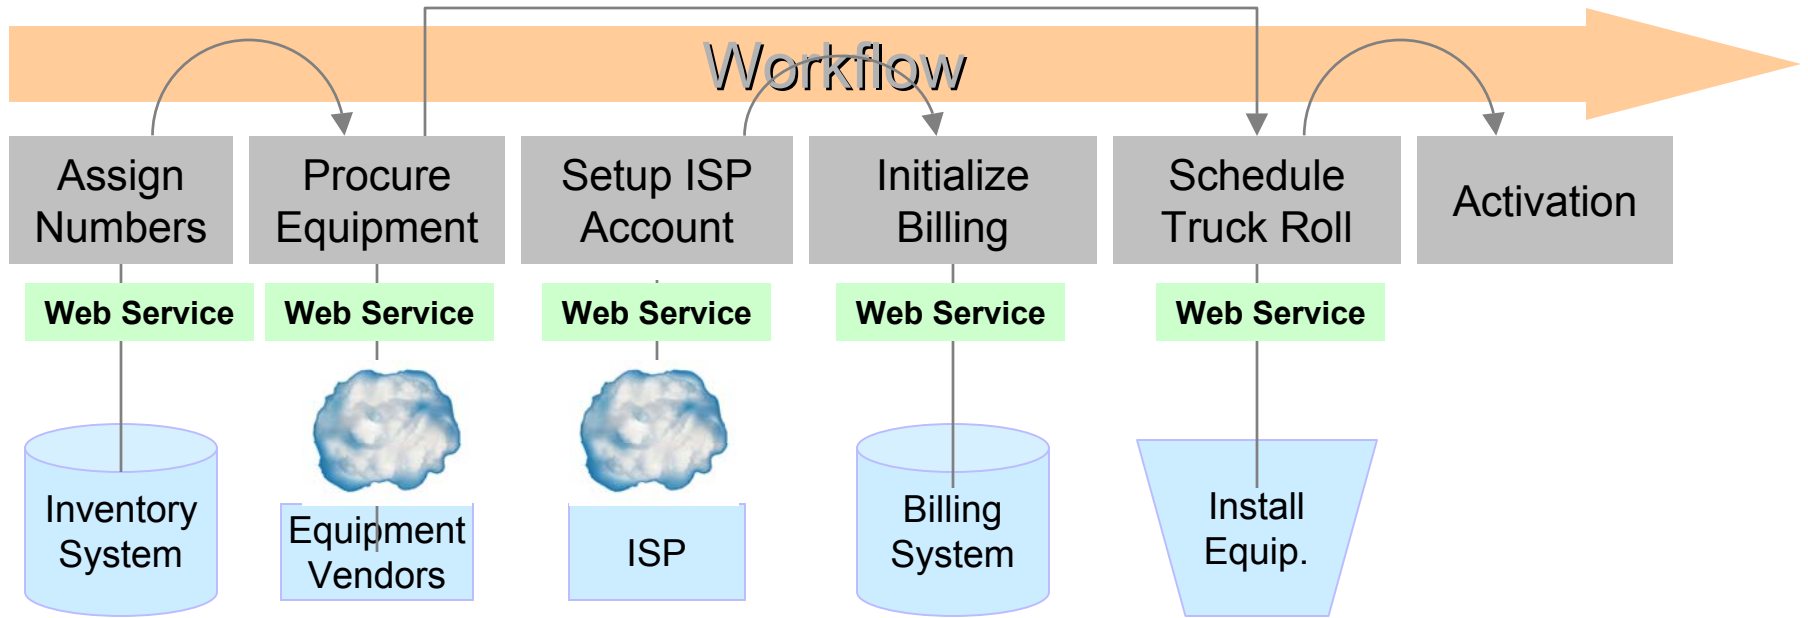 Workflow
Assign
Numbers
Procure
Equipment
Setup ISP
Account
Initialize
Billing
Schedule
Truck Roll
Activation
Web Service
Web Service
Web Service
Web Service
Web Service
Inventory
System
Equipment
Vendors
ISP
Billing
System
Install
Equip.